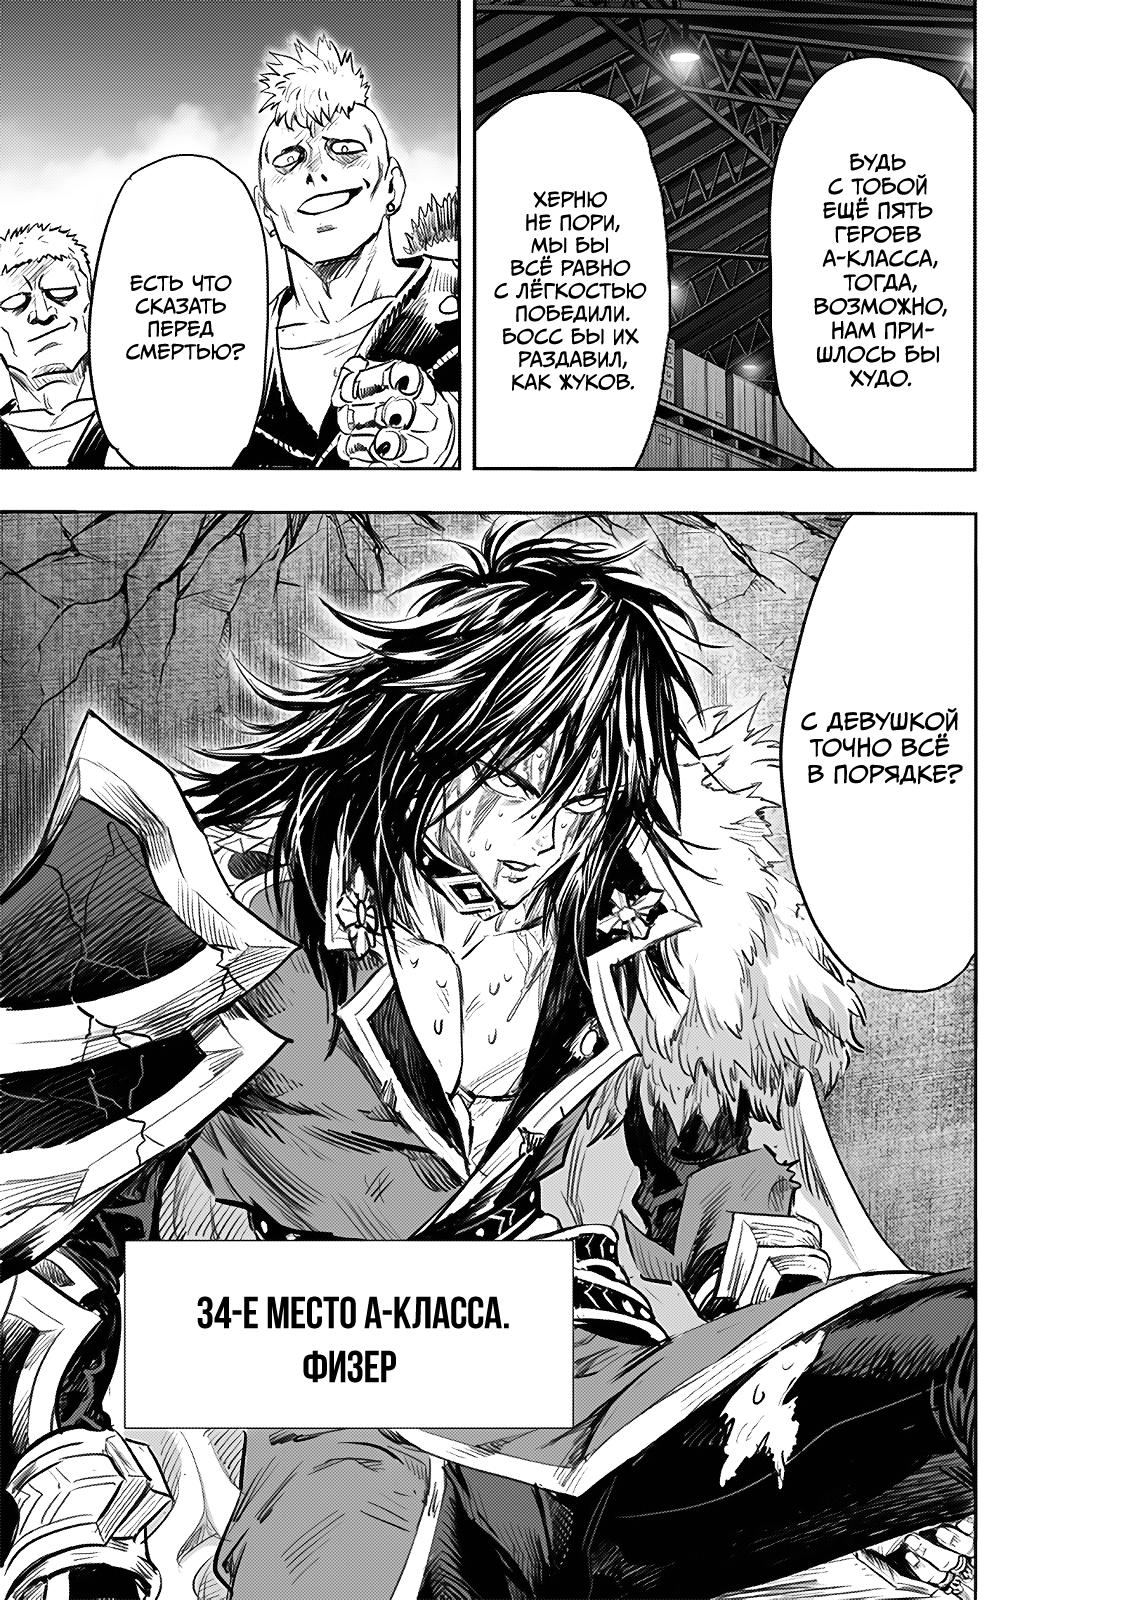 БУДЬ
С ТОБОЙ
ЕЩЁ ПЯТЬ
ГЕРОЕВ
А-КЛАССА,
ТОГДА,
ВОЗМОЖНО,
НАМ ПРИ-
ШЛОСЬ БЫ
ХУДО.
ХЕРНЮ
НЕ ПОРИ,
МЫ БЫ
ВСЁ РАВНО
С ЛЁГКОСТЬЮ
ПОБЕДИЛИ.
БОСС БЫ ИХ
РАЗДАВИЛ,
КАК ЖУКОВ.
ЕСТЬ ЧТО
СКАЗАТЬ
ПЕРЕД
СМЕРТЬЮ?
С ДЕВУШКОЙ
ТОЧНО ВСЁ
В ПОРЯДКЕ?
34-Е МЕСТО А-КЛАССА.
ФИЗЕР